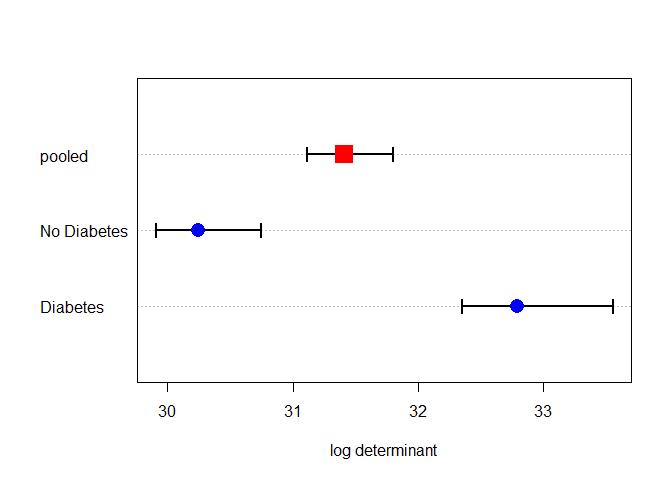 pooled
No Diabetes
Diabetes
30 31 32 33
log determinant